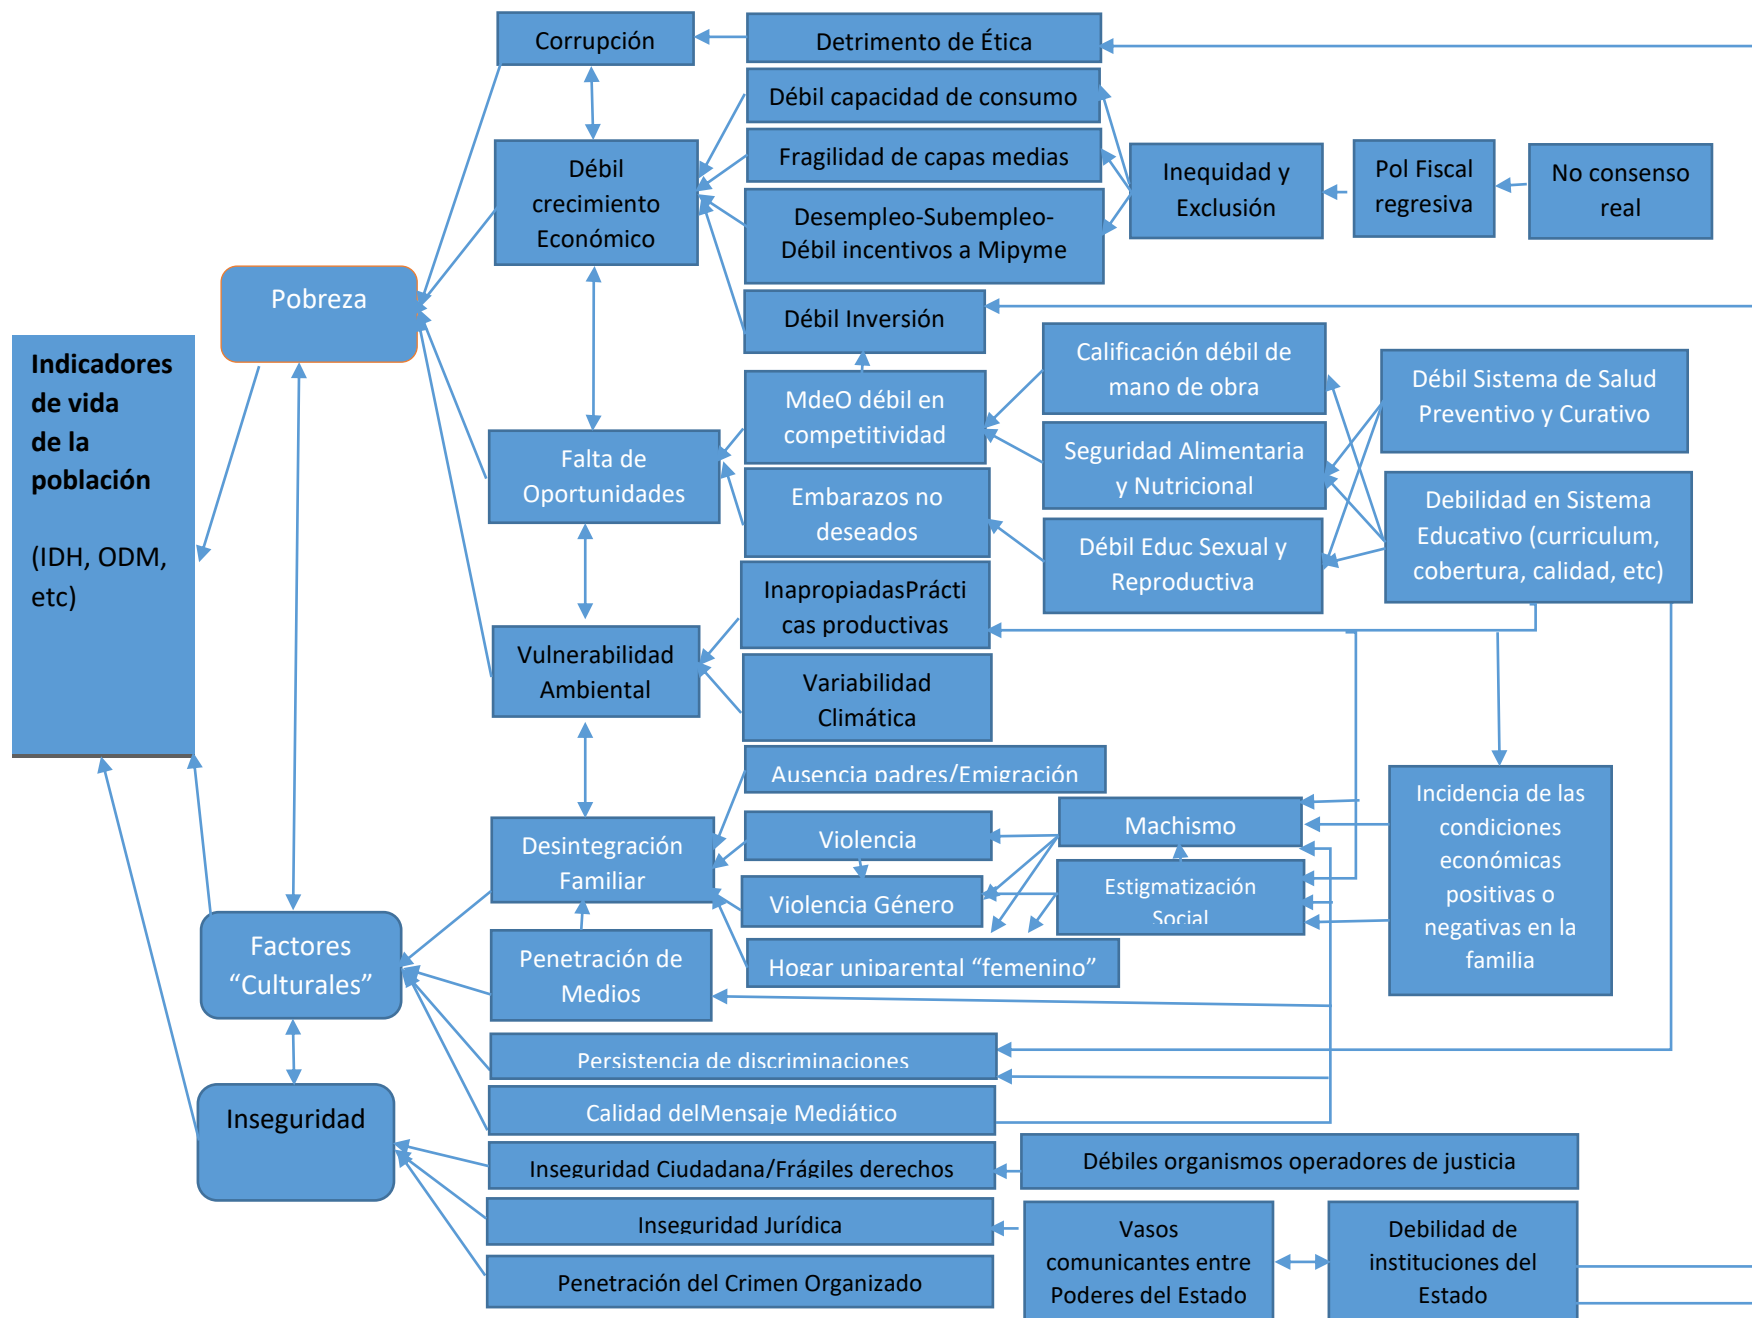 Indicadores
de vida
de la
población
(IDH, ODM,
etc)
Pobreza
Factores
“Culturales”
Inseguridad
Corrupción
Débil
crecimiento
Económico
Falta de
Oportunidades
Vulnerabilidad
Ambiental
Desintegración
Familiar
Penetración de
Medios
Persistencia de discriminaciones
Calidad delMensaje Mediático
Inseguridad Ciudadana/Frágiles derechos
Inseguridad Jurídica
Penetración del Crimen Organizado
Detrimento de Ética
Débil capacidad de consumo
Fragilidad de capas medias
Desempleo-Subempleo-
Débil incentivos a Mipyme
Débil Inversión
MdeO débil en
competitividad
Embarazos no
deseados
InapropiadasPrácti
cas productivas
Variabilidad
Climática
Ausencia padres/Emigración
Violencia
Violencia Género
Hogar uniparental “femenino”
Inequidad y
Exclusión
Pol Fiscal
regresiva
No consenso
real
Calificación débil de
mano de obra
Seguridad Alimentaria
y Nutricional
Débil Educ Sexual y
Reproductiva
Débil Sistema de Salud
Preventivo y Curativo
Debilidad en Sistema
Educativo (curriculum,
cobertura, calidad, etc)
Machismo
Estigmatización
Social
Incidencia de las
condiciones
económicas
positivas o
negativas en la
familia
Débiles organismos operadores de justicia
Vasos
comunicantes entre
Poderes del Estado
Debilidad de
instituciones del
Estado